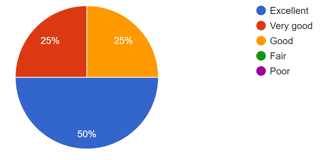 Excellent
Very good
Good
Fair
Poor
25%
25%
50%